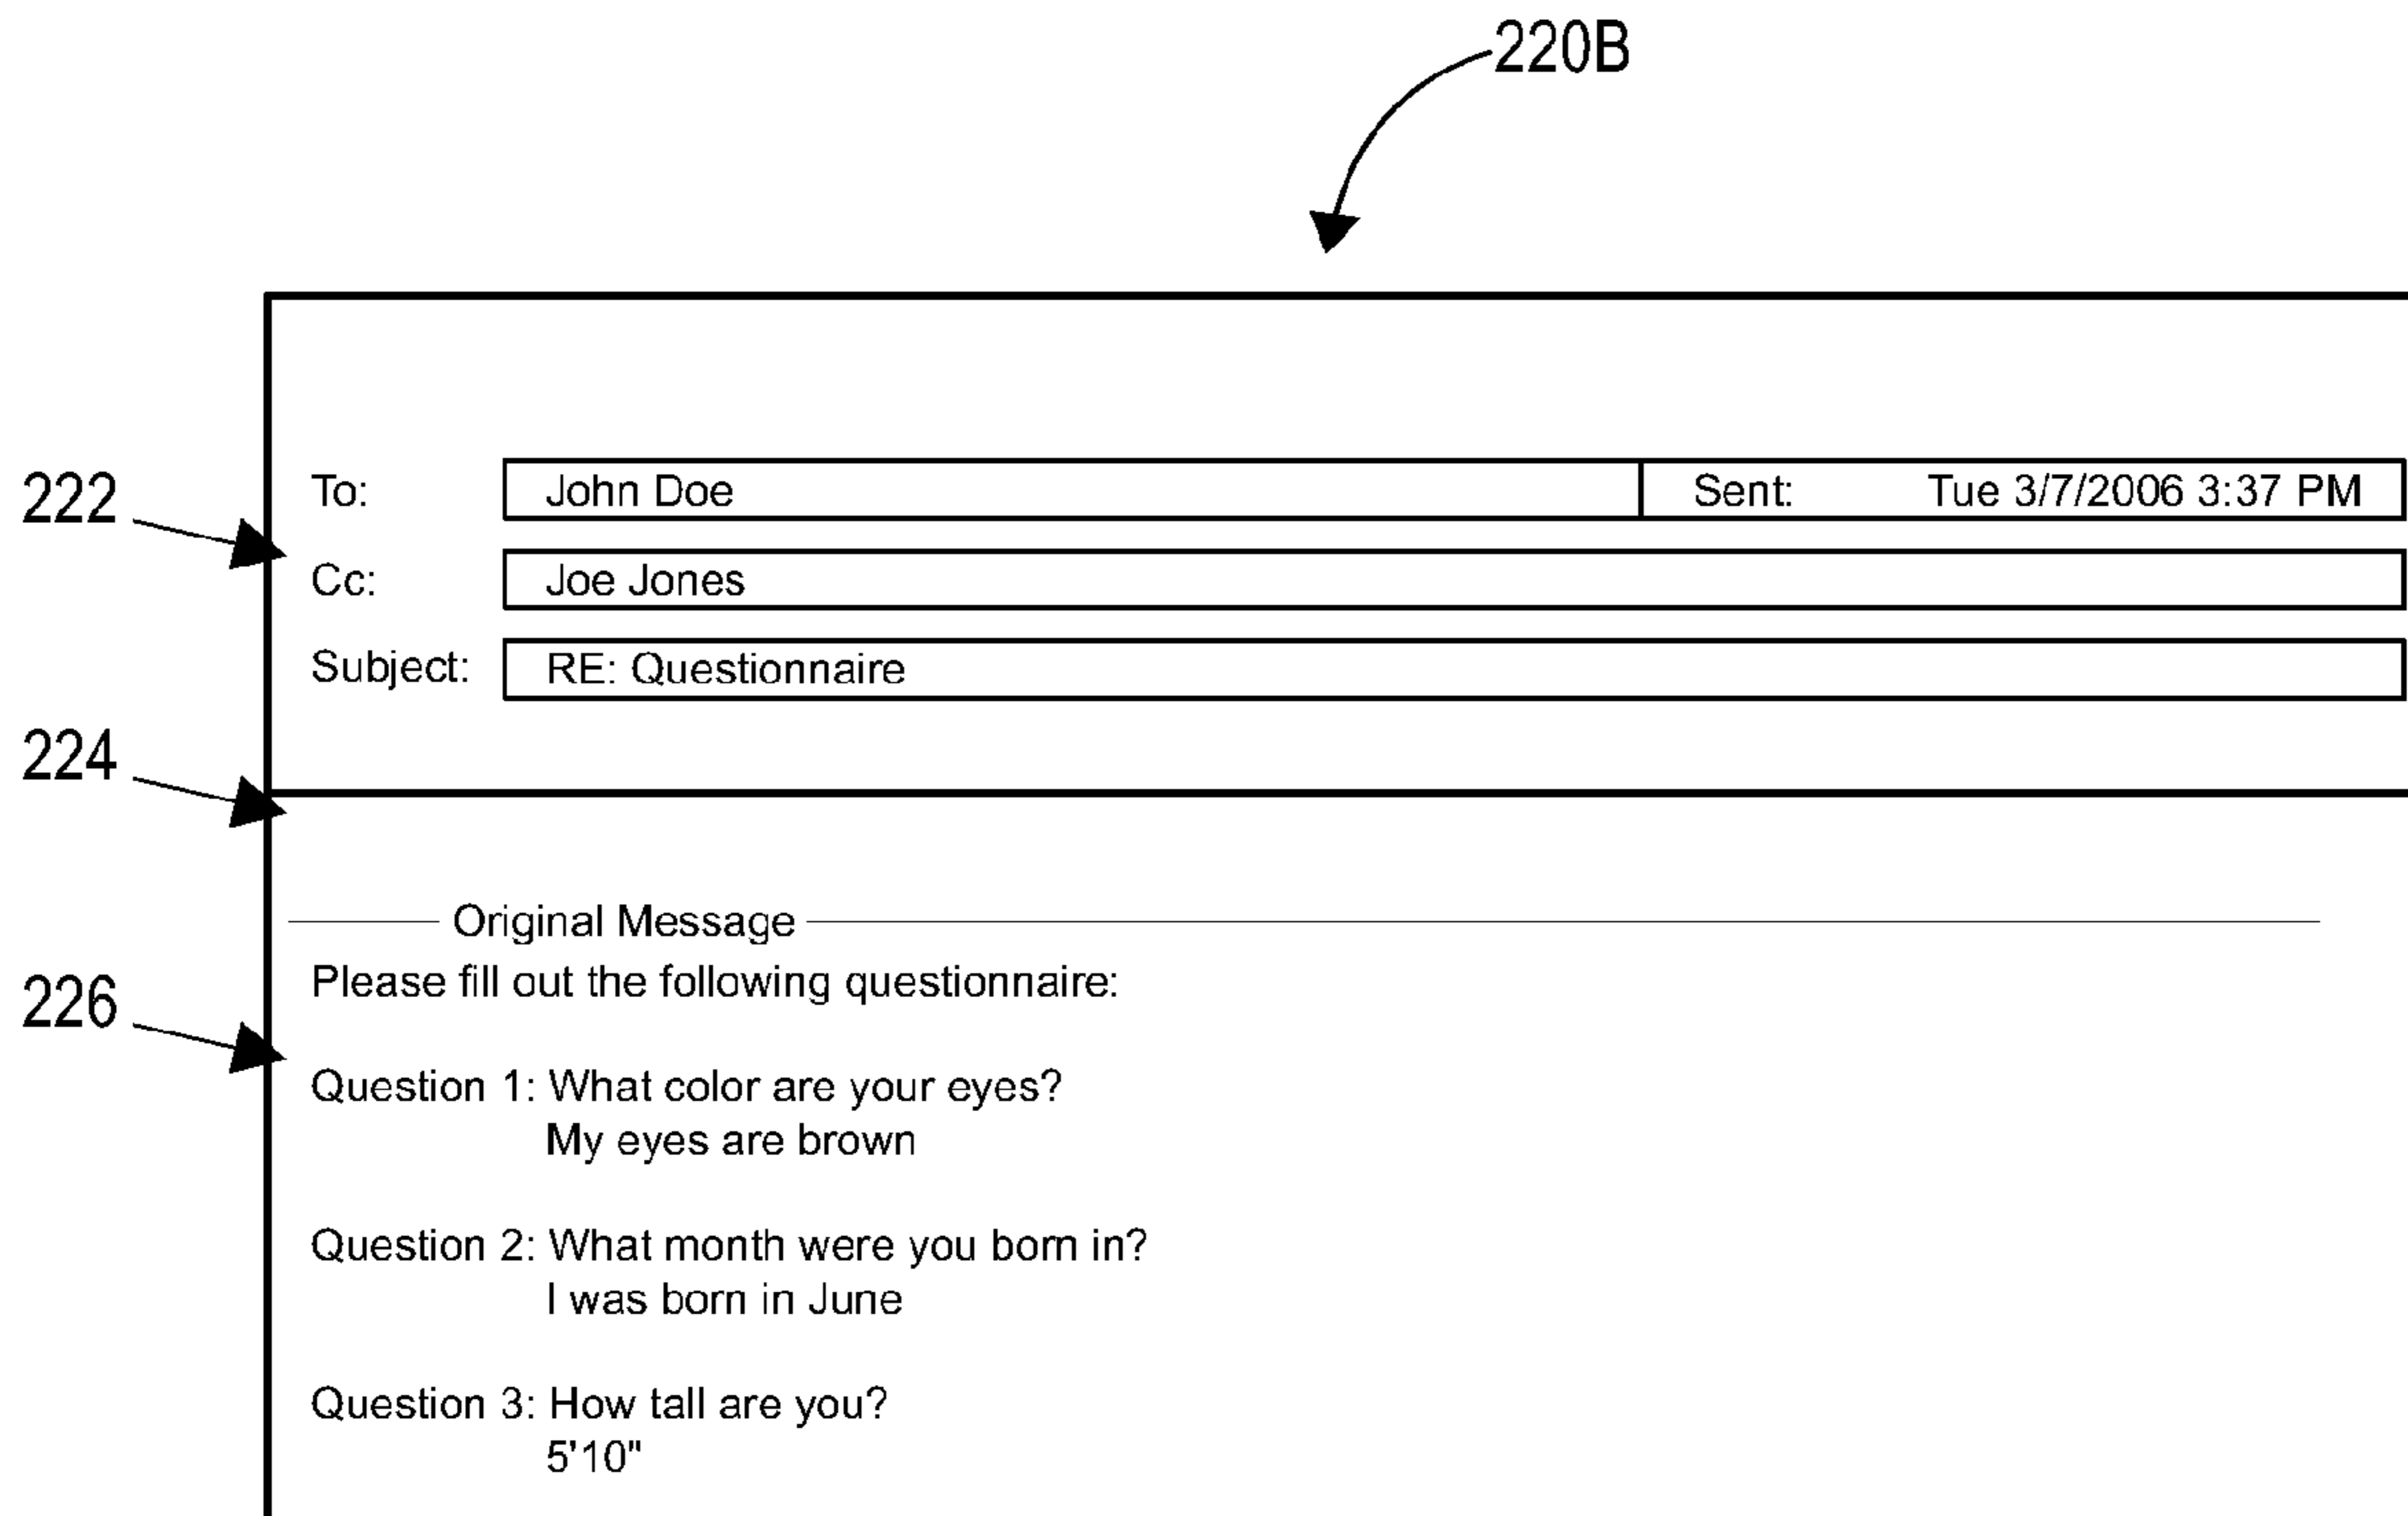 220B
222
To: John Doe Sent: Tue 3/7/2006 3:37 PM
Cc: Joe Jones
Subject: RE: Questionnaire
224
Original Message
Please fill out the following questionnaire:
226
Question 1: What color are your eyes?
My eyes are brown
Question 2: What month were you born in?
I was born in June
Question 3: How tall are you?
5'10"